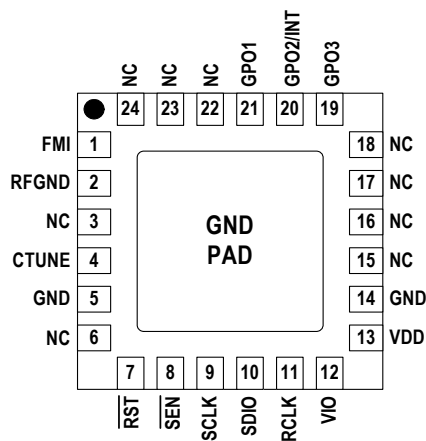 NC
NC
NC
GPO1
GPO2/INT
GPO3
24
23
22
21
20
19
FMI 1
RFGND 2
NC 3
CTUNE 4
GND 5
NC 6
GND
PAD
18 NC
17 NC
16 NC
15 NC
14 GND
13 VDD
7
8
9
10
11
12
RST
SEN
SCLK
SDIO
RCLK
VIO